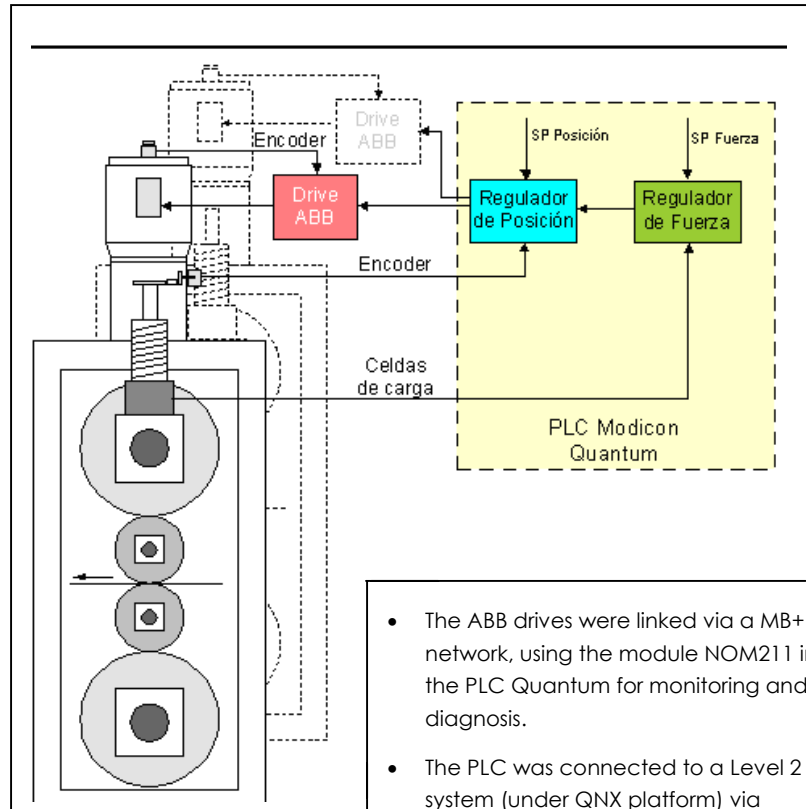 Drive
ABB
Encoder
SP Posición
SP Fuerza
Drive
ABB
Regulador
de Posición
Regulador
de Fuerza
Encoder
Celdas
de carga
PLC Modicon
Quantum
• The ABB drives were linked via a MB+
network, using the module NOM211 in
the PLC Quantum for monitoring and
diagnosis.
• The PLC was connected to a Level 2
system (under QNX platform) via